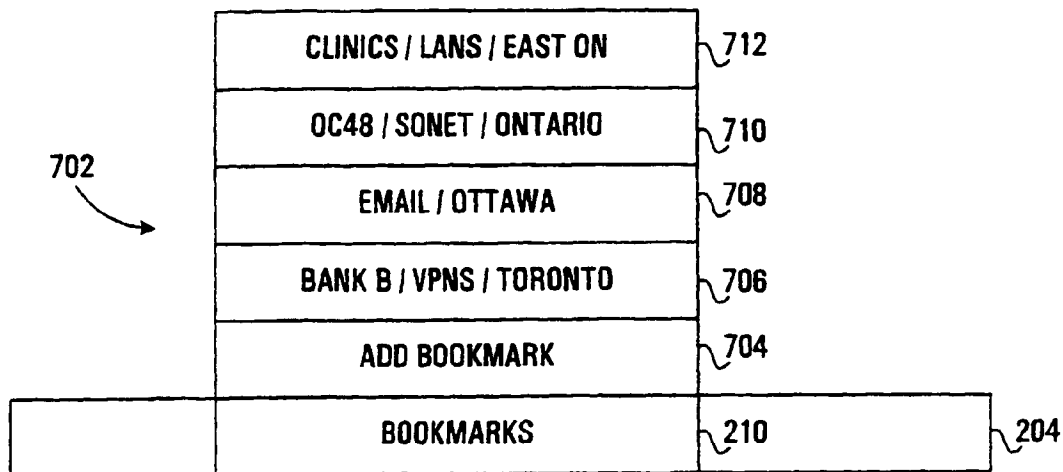 CLINICS / LANS / EAST ON 712
OC48 / SONET / ONTARIO 710
702
EMAIL / OTTAWA 708
BANK B / VPNS / TORONTO 706
ADD BOOKMARK 704
BOOKMARKS 210 204